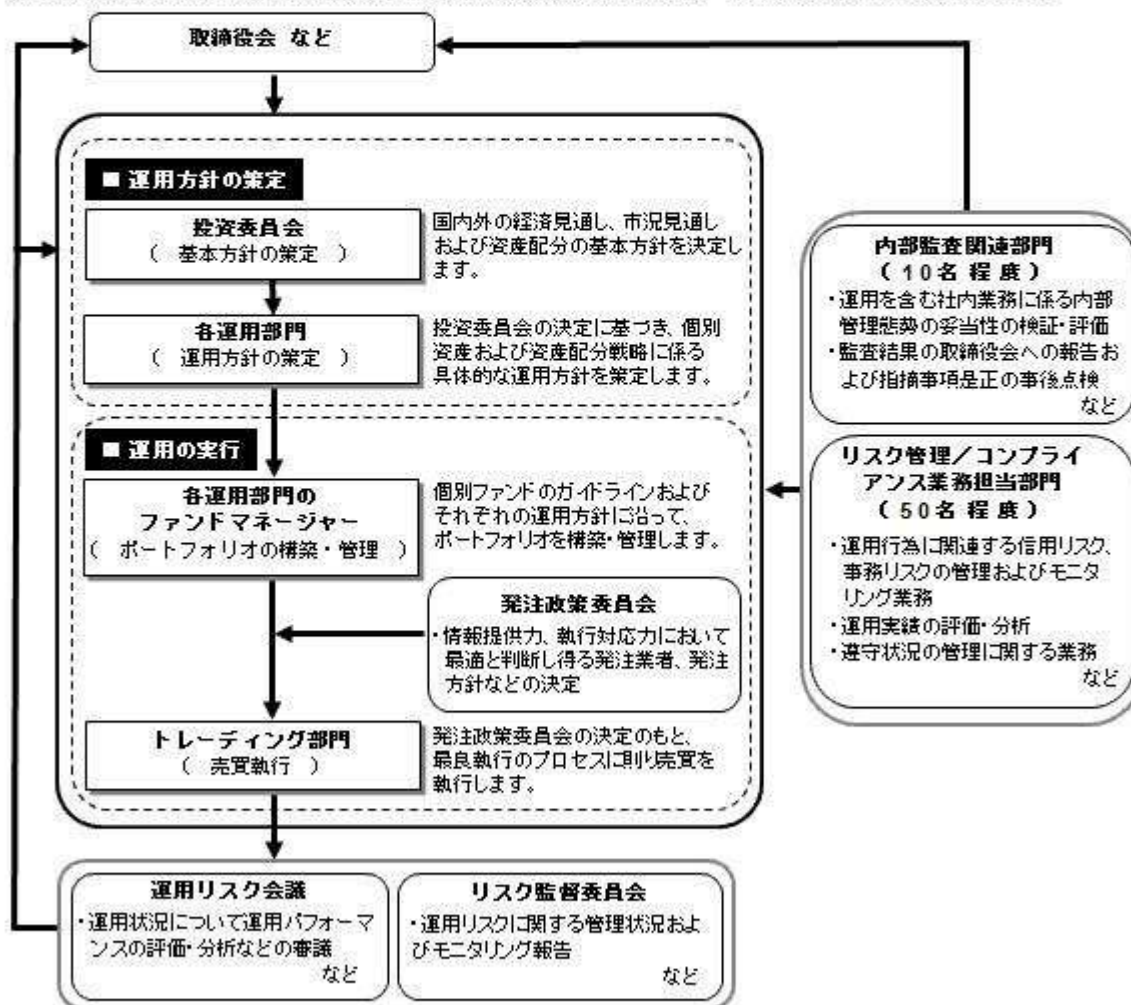 取締役会 など
■ 運用方針の策定
投資委員会
( 基本方針の策定 )
国内外の経済見通し、市況見通し
および資産配分の基本方針を決定し
ます。
各運用部門
( 運用方針の策定 )
投資委員会の決定に基づき、個別
資産および資産配分戦略に係る
具体的な運用方針を策定します。
■ 運用の実行
各運用部門の
ファンドマネージャー
( ポートフォリオの構築・管理 )
個別ファンドのガイドラインおよび
それぞれの運用方針に沿って、
ポートフォリオを構築・管理します。
発注政策委員会
・情報提供力、執行対応力において
最適と判断し得る発注業者、発注
方針などの決定
トレーディング部門
( 売買執行 )
発注政策委員会の決定のもと、
最良執行のプロセスに則り売買を
執行します。
内部監査関連部門
( 10名 程 度 )
・運用を含む社内業務に係る内部
管理態勢の妥当性の検証・評価
・監査結果の取締役会への報告お
よび指摘事項是正の事後点検
など
リスク管理/コンプライ
アンス業務担当部門
( 50名 程 度 )
・運用行為に関連する信用リスク、
事務リスクの管理およびモニタ
リング業務
・運用実績の評価・分析
・遵守状況の管理に関する業務
など
運用リスク会議
・運用状況について運用パフォーマ
ンスの評価・分析などの審議
など
リスク監督委員会
・運用リスクに関する管理状況およ
びモニタリング報告
など